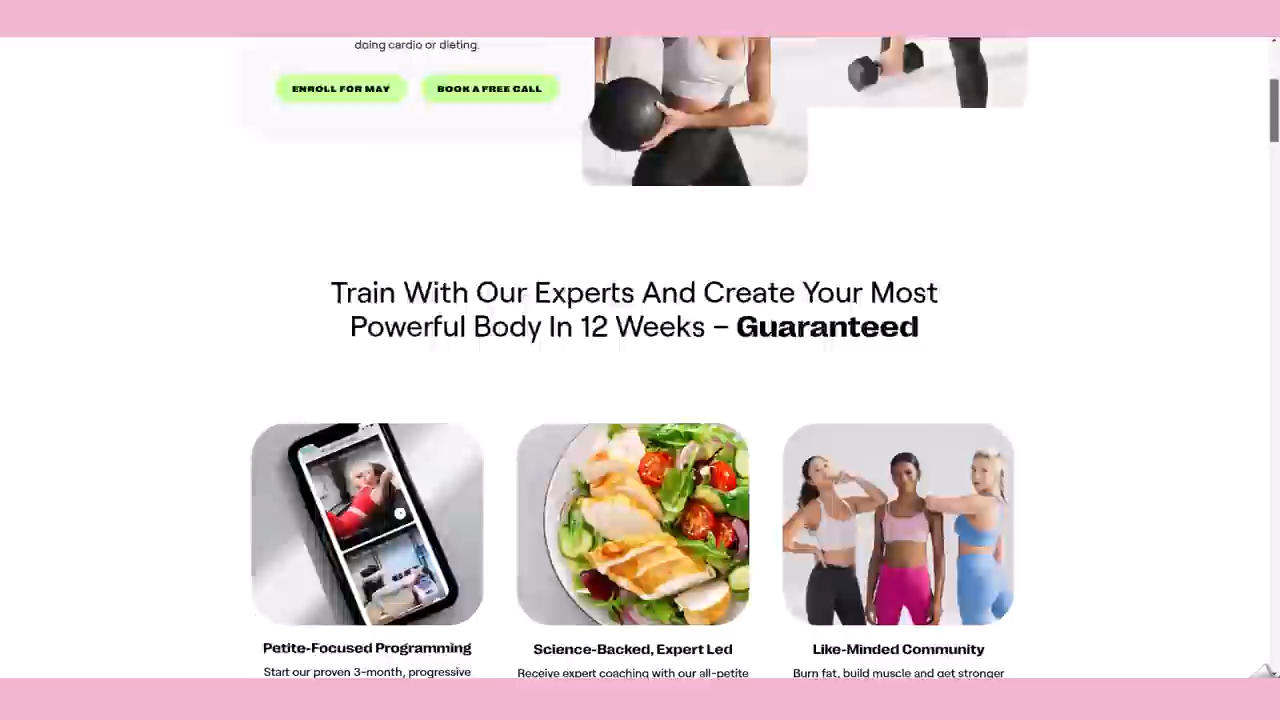 doing cardio or dieting.
ENROLL FOR MAY
BOOK A FREE CALL
Train With Our Experts And Create Your Most
Powerful Body In 12 Weeks – Guaranteed
Petite-Focused Programming
Start our proven 3-month, progressive
Science-Backed, Expert Led
Receive expert coaching with our all-petite
Like-Minded Community
Burn fat, build muscle and get stronger